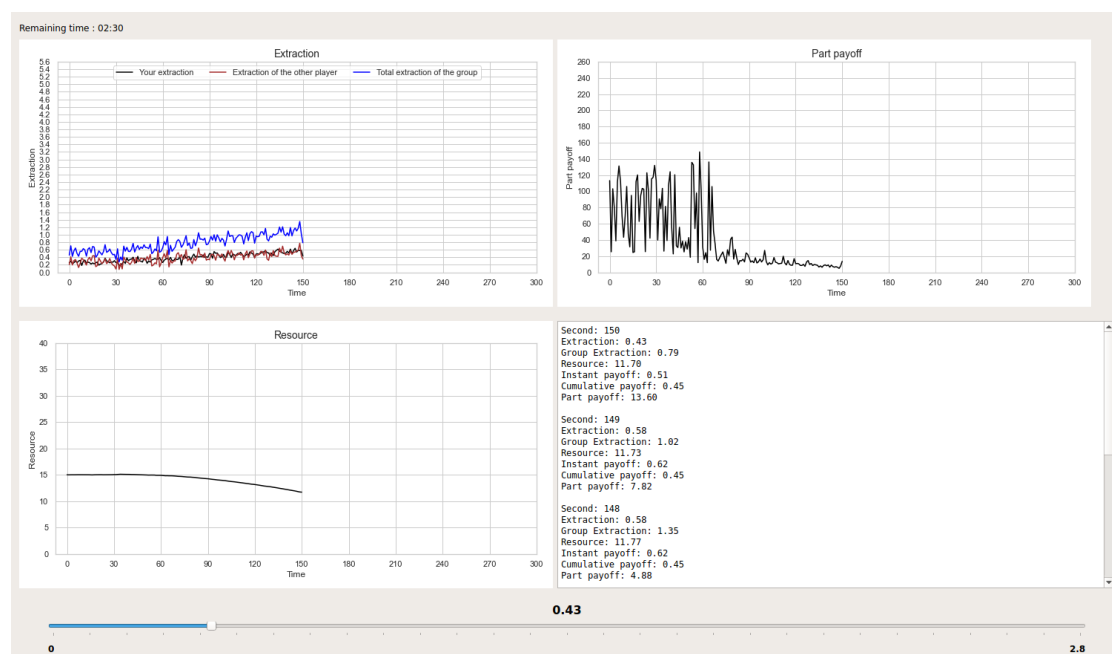 Remaining time : 02:30
Extraction
Your extraction
Extraction of the other player
Total extraction of the group
5.6
5.4
5.2
5.0
4.8
4.6
4.4
4.2
4.0
3.8
3.6
3.4
3.2
3.0
2.8
2.6
2.4
2.2
2.0
1.8
1.6
1.4
1.2
1.0
0.8
0.6
0.4
0.2
0.0
Extraction
0 30 60 90 120 150 180 210 240 270 300
Time
Part payoff
260
240
220
200
180
160
140
120
100
80
60
40
20
0
Part payoff
0 30 60 90 120 150 180 210 240 270 300
Time
Resource
40
35
30
25
20
15
10
5
0
Resource
0 30 60 90 120 150 180 210 240 270 300
Time
Second: 150
Extraction: 0.43
Group Extraction: 0.79
Resource: 11.70
Instant payoff: 0.51
Cumulative payoff: 0.45
Part payoff: 13.60
Second: 149
Extraction: 0.58
Group Extraction: 1.02
Resource: 11.73
Instant payoff: 0.62
Cumulative payoff: 0.45
Part payoff: 7.82
Second: 148
Extraction: 0.58
Group Extraction: 1.35
Resource: 11.77
Instant payoff: 0.62
Cumulative payoff: 0.45
Part payoff: 4.88
0.43
0 2.8